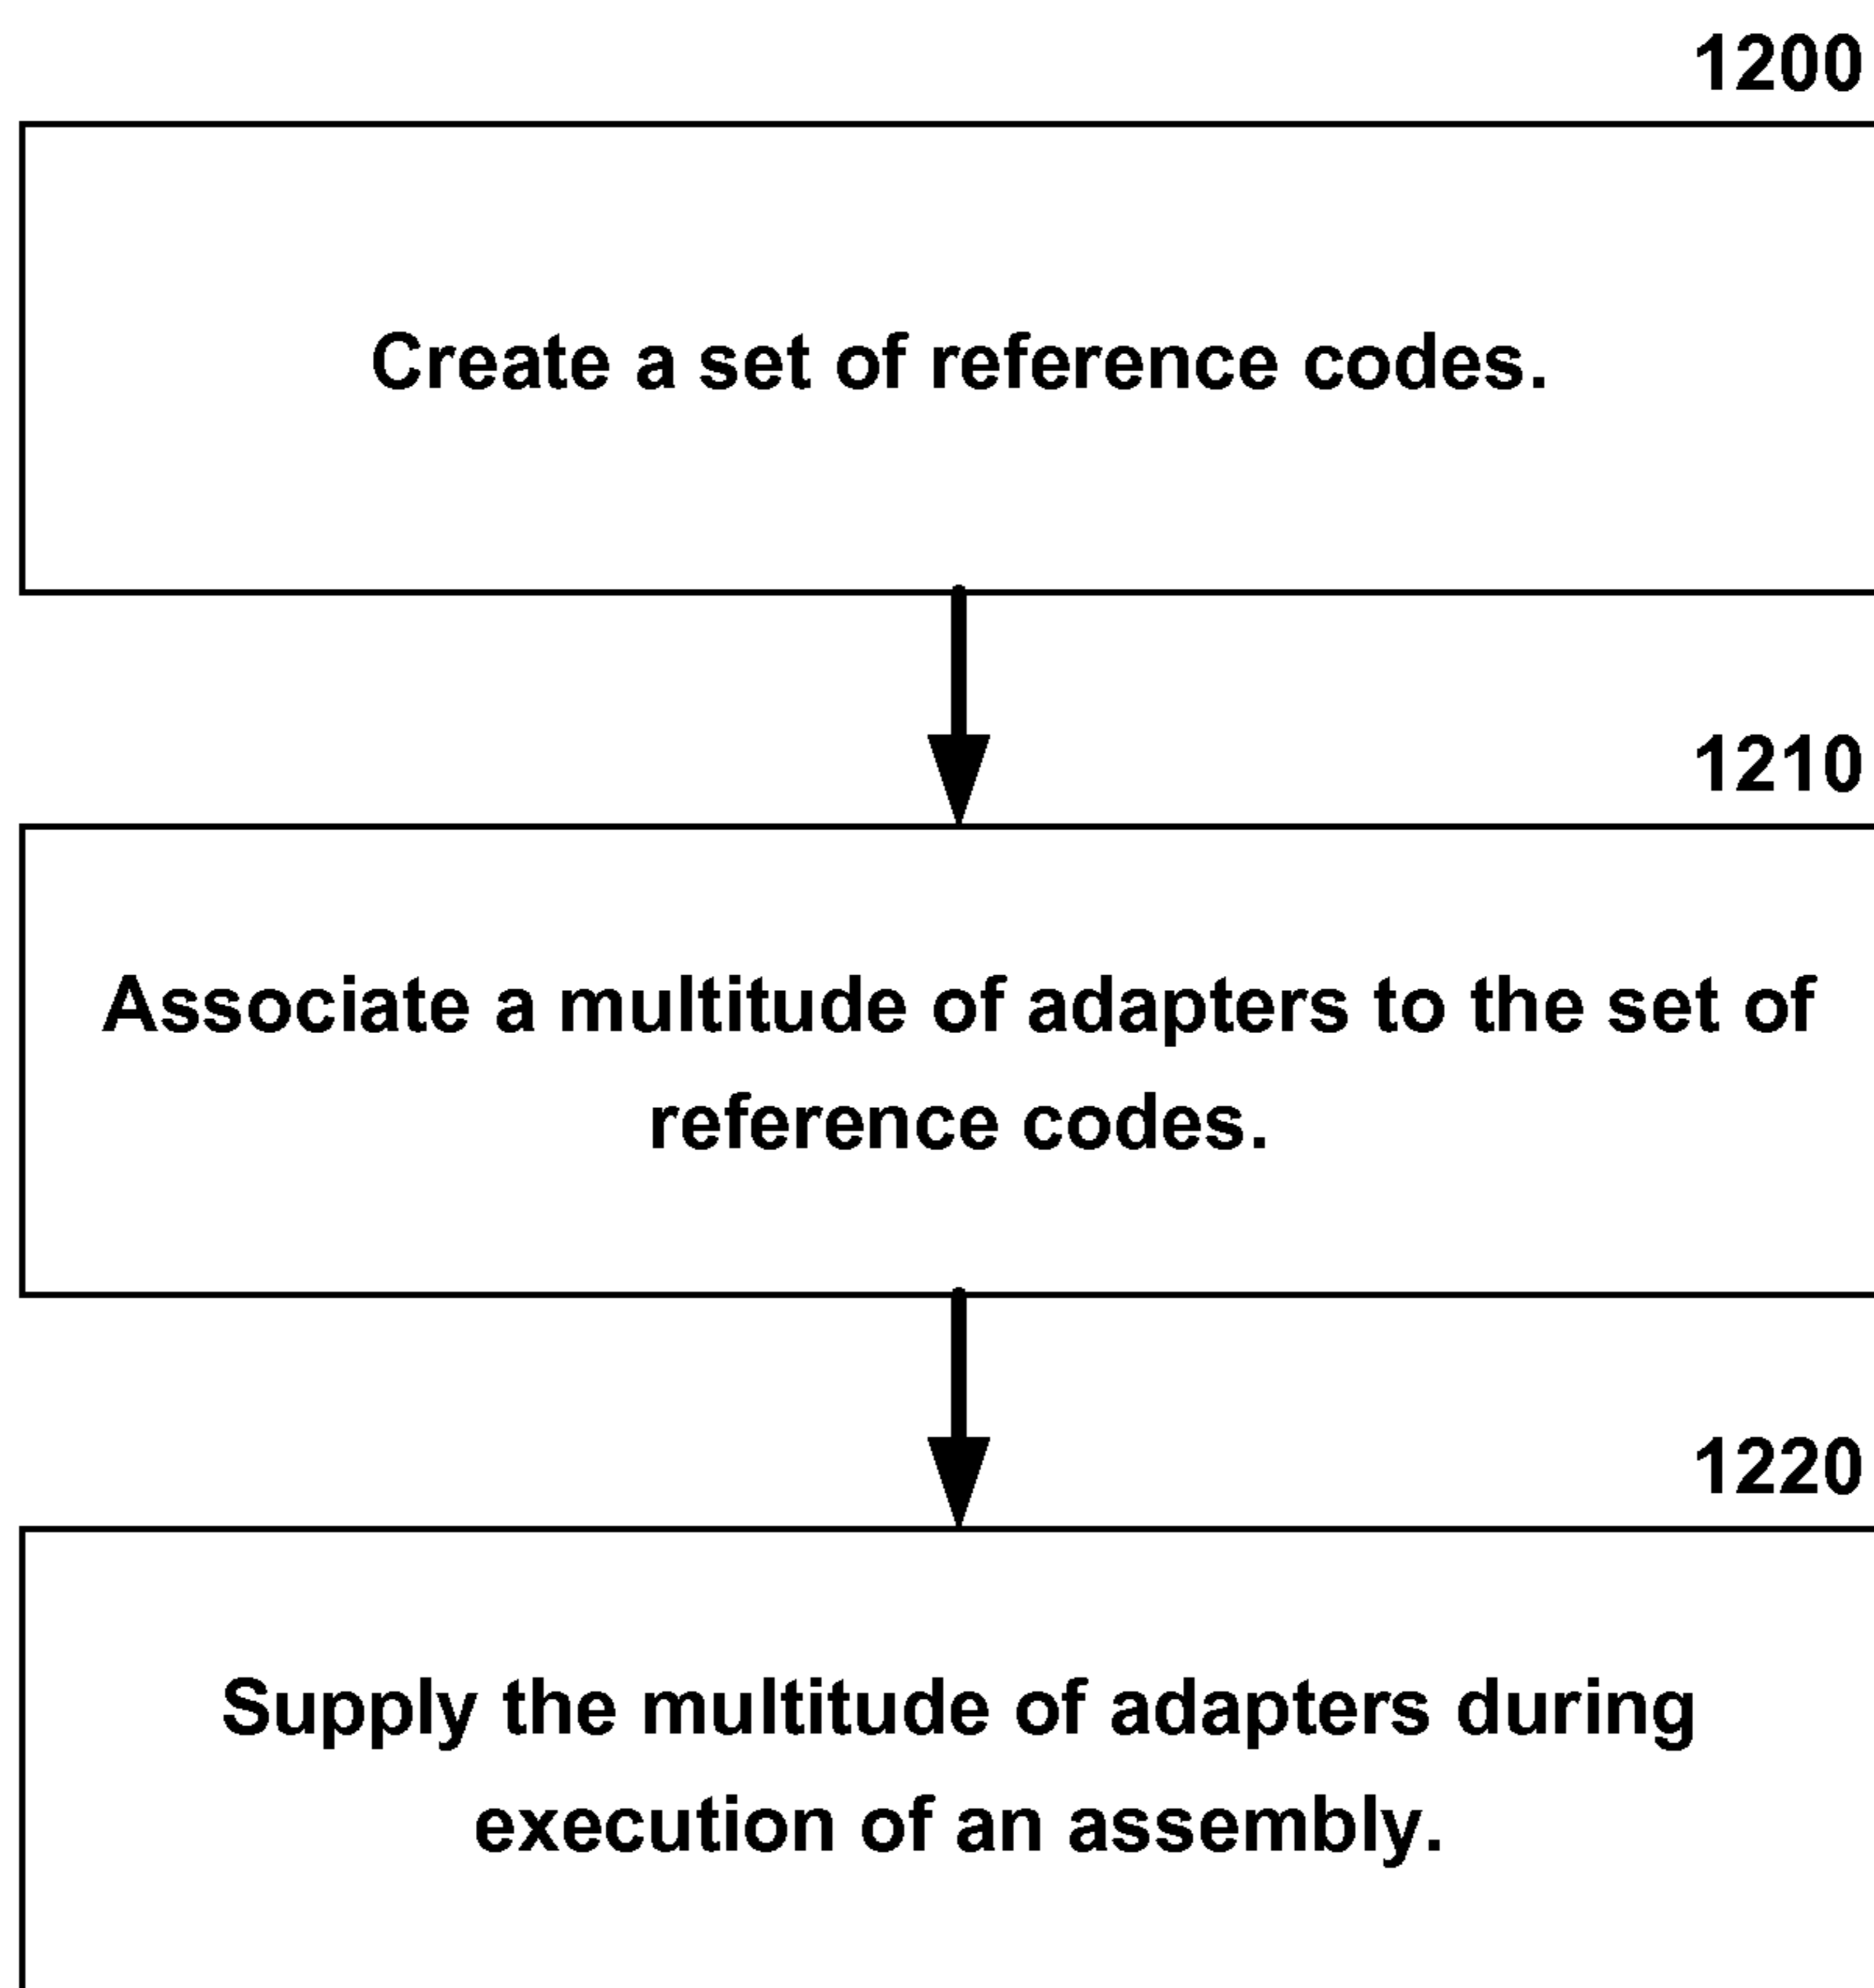 1200
Create a set of reference codes.
1210
Associate a multitude of adapters to the set of
reference codes.
1220
Supply the multitude of adapters during
execution of an assembly.